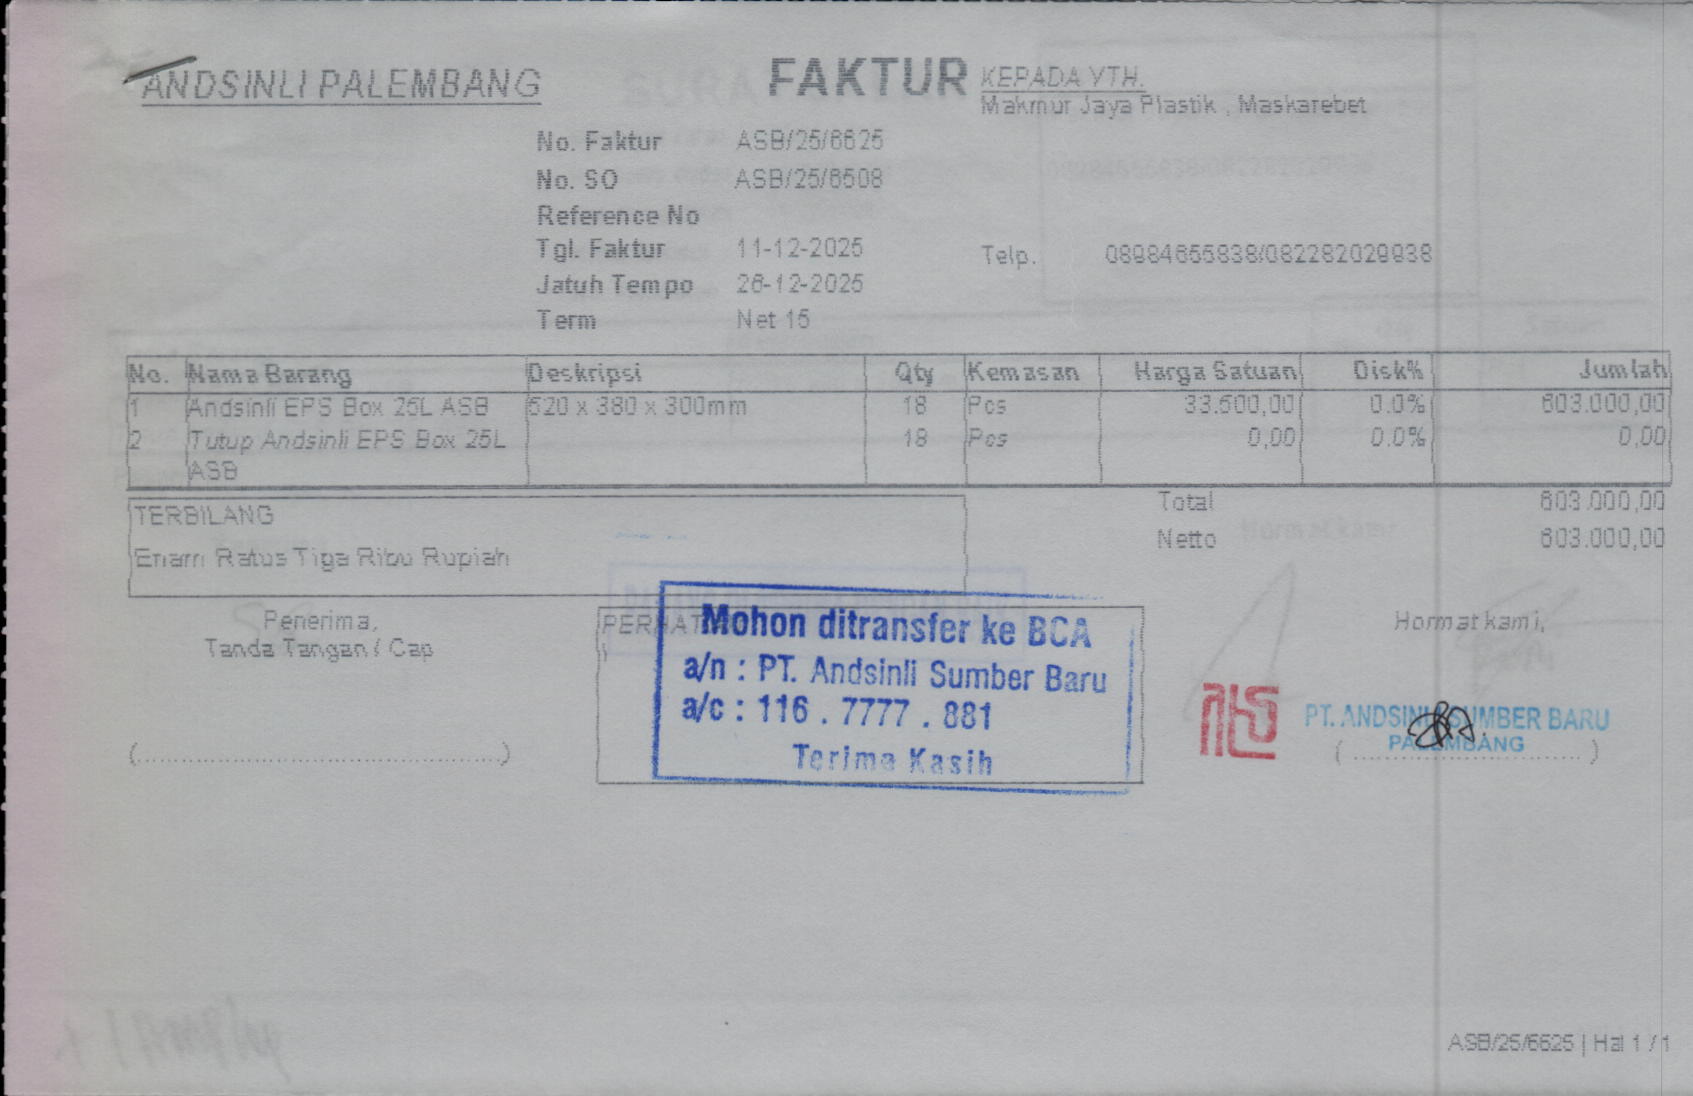 ANDSINLI PALEMBANG
FAKTUR
KEPADA YTH.
Makmur Jaya Plastik , Maskarebet
No. Faktur ASB/25/6625
No. SO ASB/25/6508
Reference No
Tgl. Faktur 11-12-2025
Telp. 08984655838/082282029938
Jatuh Tempo 26-12-2025
Term Net 15
No. Nama Barang Deskripsi Qty Kemasan Harga Satuan Disk% Jumlah
1 Andsinli EPS Box 25L ASB 520 x 380 x 300mm 18 Pcs 33.500,00 0.0% 603.000,00
2 Tutup Andsinli EPS Box 25L ASB 18 Pcs 0,00 0.0% 0,00
Total 603.000,00
Netto 603.000,00
TERBILANG
Enam Ratus Tiga Ribu Rupiah
Penerima,
Tanda Tangan / Cap
(..........................................................)
Mohon ditransfer ke BCA
a/n : PT. Andsinli Sumber Baru
a/c : 116 . 7777 . 881
Terima Kasih
Hormat kami,
PT. ANDSINLI SUMBER BARU
PALEMBANG
(....................................)
ASB/25/6625 | Hal 1 / 1